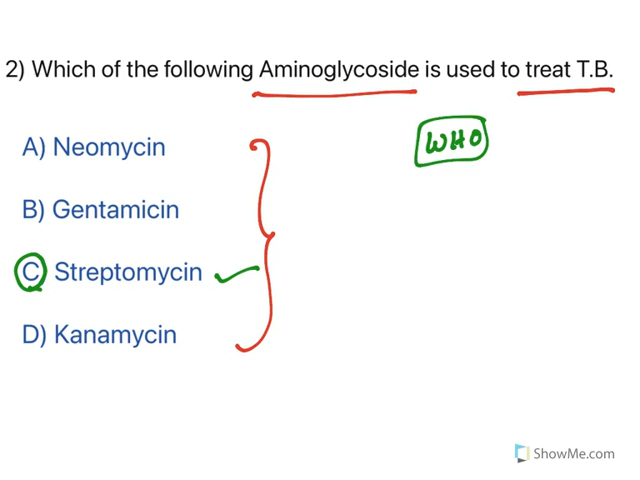 2) Which of the following Aminoglycoside is used to treat T.B.
WHO
A) Neomycin
B) Gentamicin
C) Streptomycin
D) Kanamycin
ShowMe.com